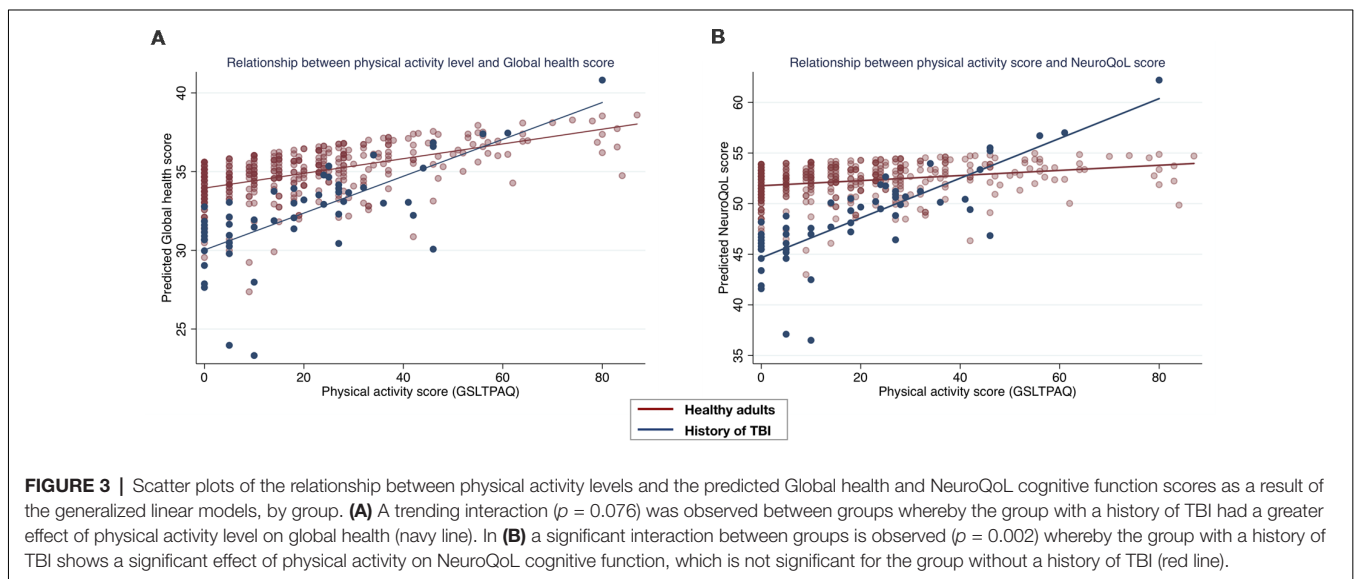 A
Relationship between physical activity level and Global health score
Predicted Global health score
40
35
30
25
0 20 40 60 80
Physical activity score (GSLTPAQ)
B
Relationship between physical activity score and NeuroQoL score
Predicted NeuroQoL score
60
55
50
45
40
35
0 20 40 60 80
Physical activity score (GSLTPAQ)
Healthy adults
History of TBI
FIGURE 3 | Scatter plots of the relationship between physical activity levels and the predicted Global health and NeuroQoL cognitive function scores as a result of
the generalized linear models, by group. (A) A trending interaction (p = 0.076) was observed between groups whereby the group with a history of TBI had a greater
effect of physical activity level on global health (navy line). In (B) a significant interaction between groups is observed (p = 0.002) whereby the group with a history of
TBI shows a significant effect of physical activity on NeuroQoL cognitive function, which is not significant for the group without a history of TBI (red line).